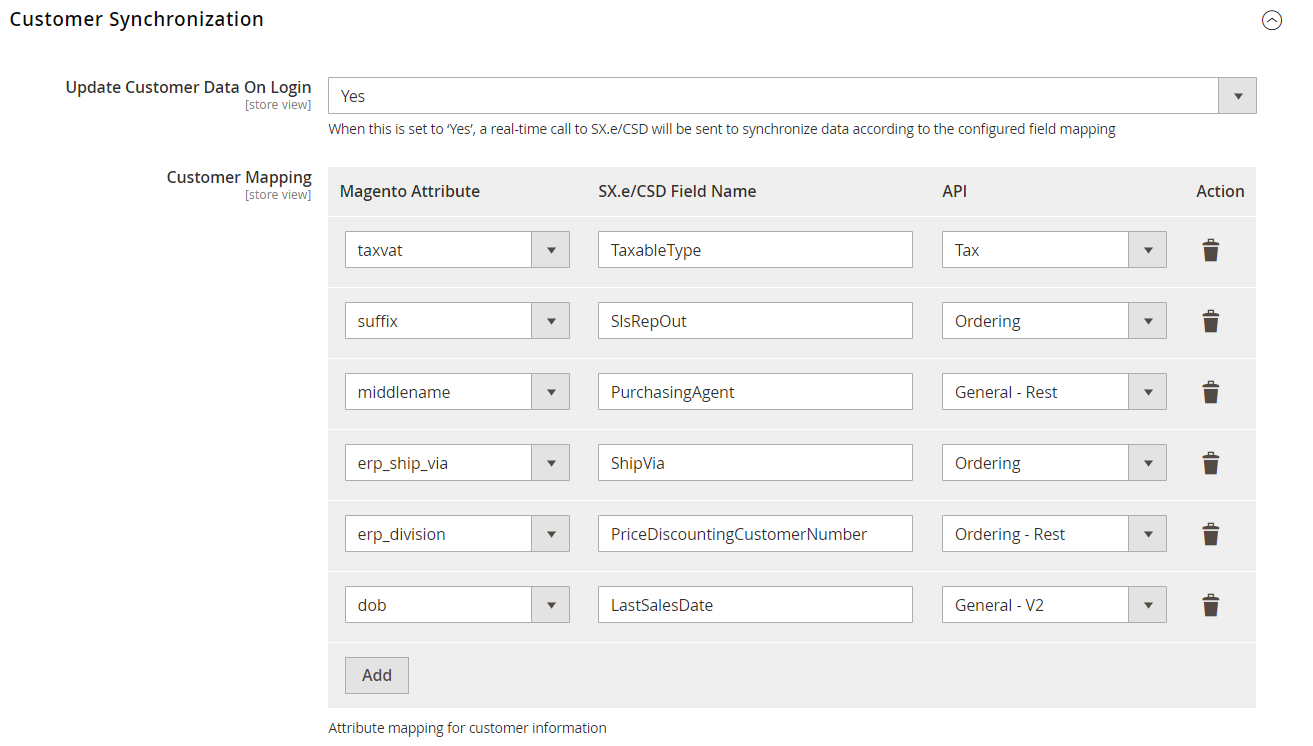 Customer Synchronization
Update Customer Data On Login
[store view]
Yes
When this is set to ‘Yes’, a real-time call to SX.e/CSD will be sent to synchronize data according to the configured field mapping
Customer Mapping
[store view]
Magento Attribute SX.e/CSD Field Name API Action
taxvat TaxableType Tax
suffix SlsRepOut Ordering
middlename PurchasingAgent General - Rest
erp_ship_via ShipVia Ordering
erp_division PriceDiscountingCustomerNumber Ordering - Rest
dob LastSalesDate General - V2
Add
Attribute mapping for customer information